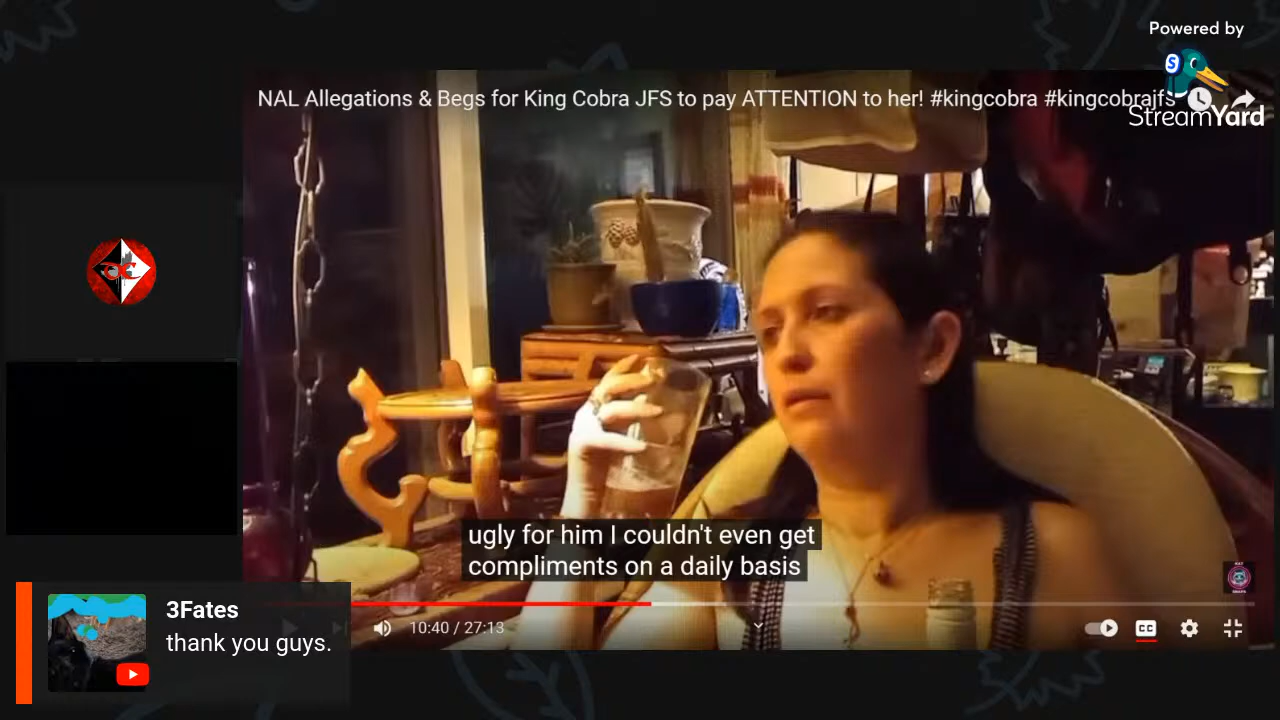 Powered by
StreamYard
NAL Allegations & Begs for King Cobra JFS to pay ATTENTION to her! #kingcobra #kingcobrajfs
ugly for him I couldn't even get
compliments on a daily basis
3Fates
thank you guys.
10:40 / 27:13
CC